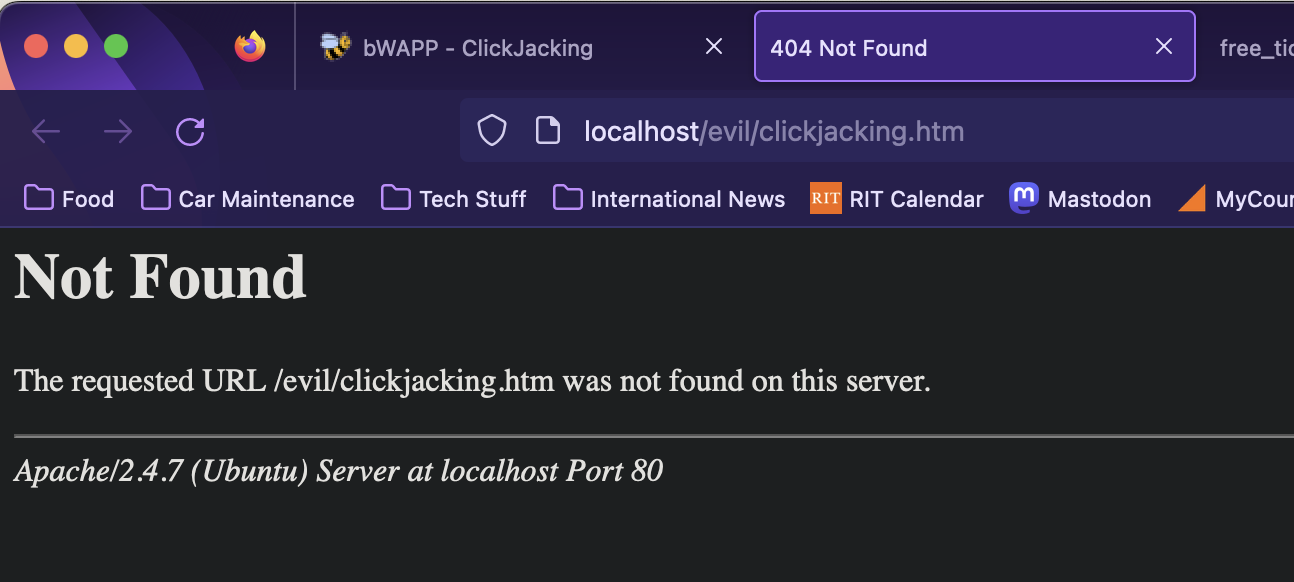 bWAPP - ClickJacking
404 Not Found
free_tic
localhost/evil/clickjacking.htm
Food Car Maintenance Tech Stuff International News RIT RIT Calendar m Mastodon MyCour
Not Found
The requested URL /evil/clickjacking.htm was not found on this server.
Apache/2.4.7 (Ubuntu) Server at localhost Port 80